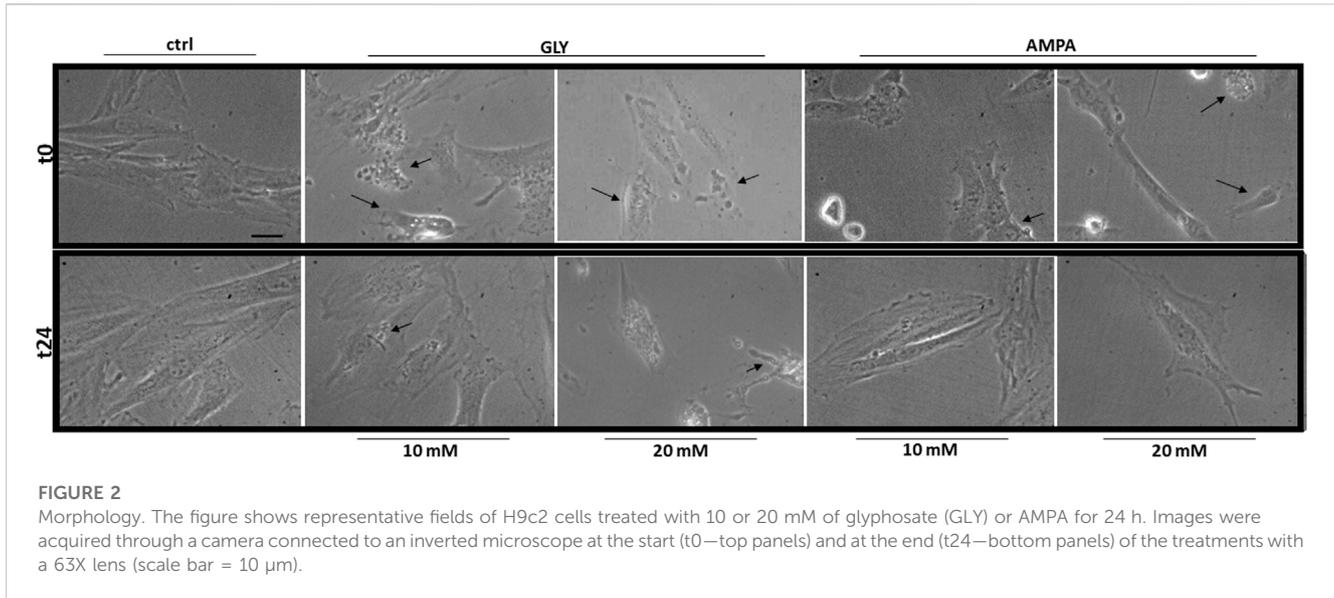 ctrl GLY AMPA
t0
t24
10 mM 20 mM 10 mM 20 mM
FIGURE 2
Morphology. The figure shows representative fields of H9c2 cells treated with 10 or 20 mM of glyphosate (GLY) or AMPA for 24 h. Images were
acquired through a camera connected to an inverted microscope at the start (t0—top panels) and at the end (t24—bottom panels) of the treatments with
a 63X lens (scale bar = 10 μm).